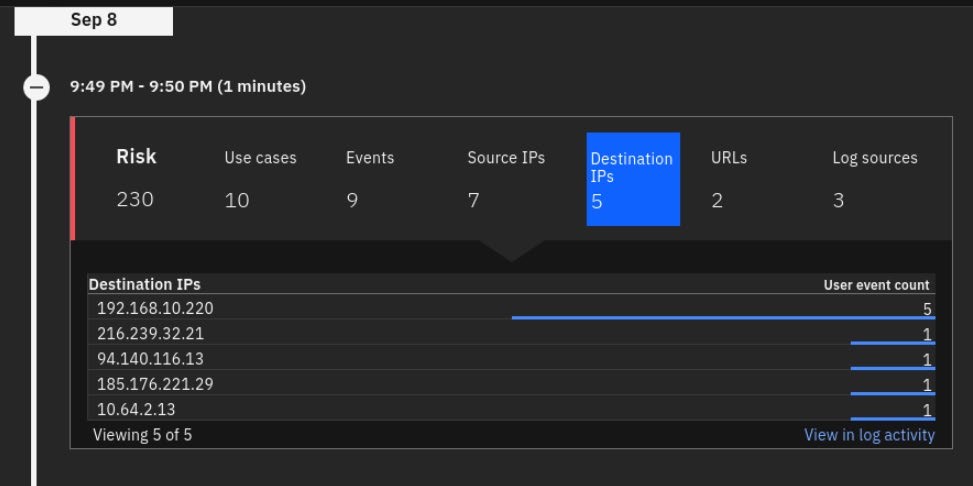 Sep 8
9:49 PM - 9:50 PM (1 minutes)
Risk Use cases Events Source IPs Destination IPs URLs Log sources
230 10 9 7 5 2 3
Destination IPs User event count
192.168.10.220 5
216.239.32.21 1
94.140.116.13 1
185.176.221.29 1
10.64.2.13 1
Viewing 5 of 5 View in log activity